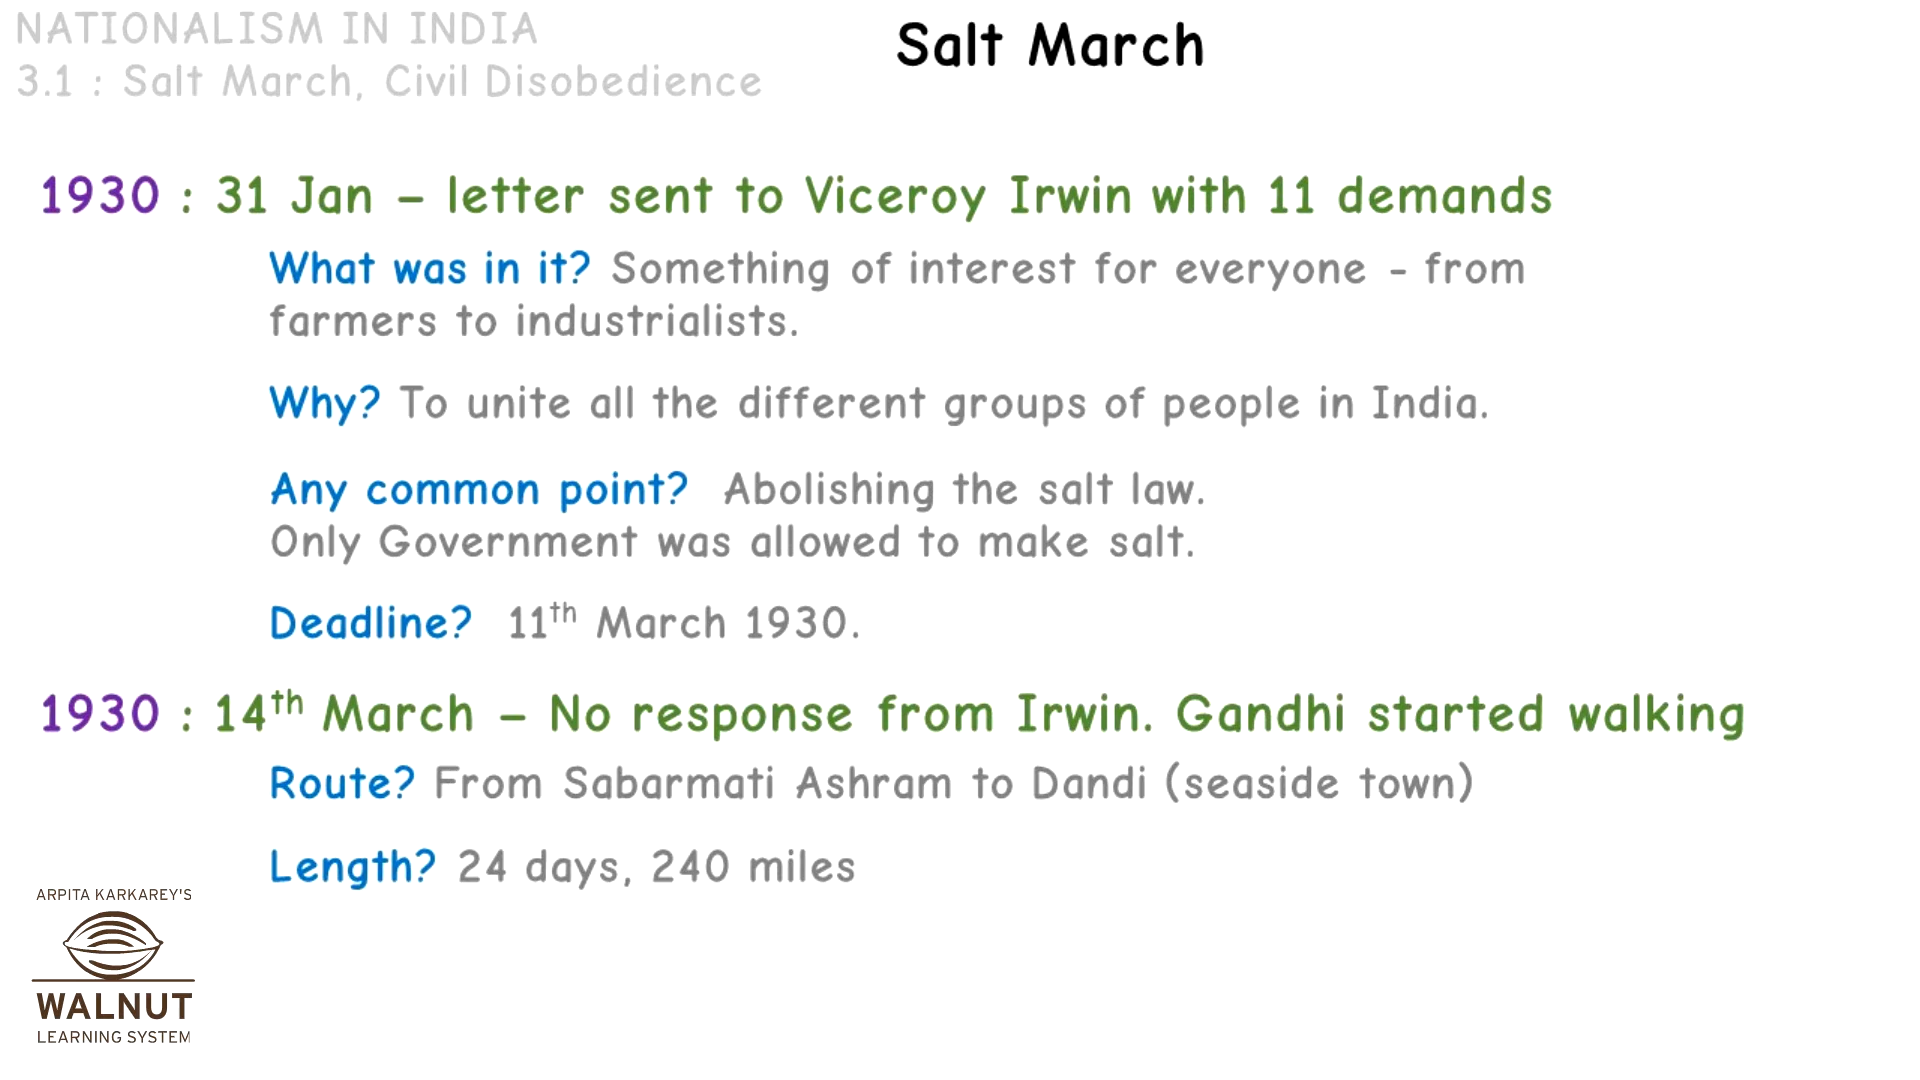 NATIONALISM IN INDIA
3.1 : Salt March, Civil Disobedience
Salt March
1930 : 31 Jan – letter sent to Viceroy Irwin with 11 demands
What was in it? Something of interest for everyone - from
farmers to industrialists.
Why? To unite all the different groups of people in India.
Any common point? Abolishing the salt law.
Only Government was allowed to make salt.
Deadline? 11th March 1930.
1930 : 14th March – No response from Irwin. Gandhi started walking
Route? From Sabarmati Ashram to Dandi (seaside town)
Length? 24 days, 240 miles
ARPITA KARKAREY'S
WALNUT
LEARNING SYSTEM